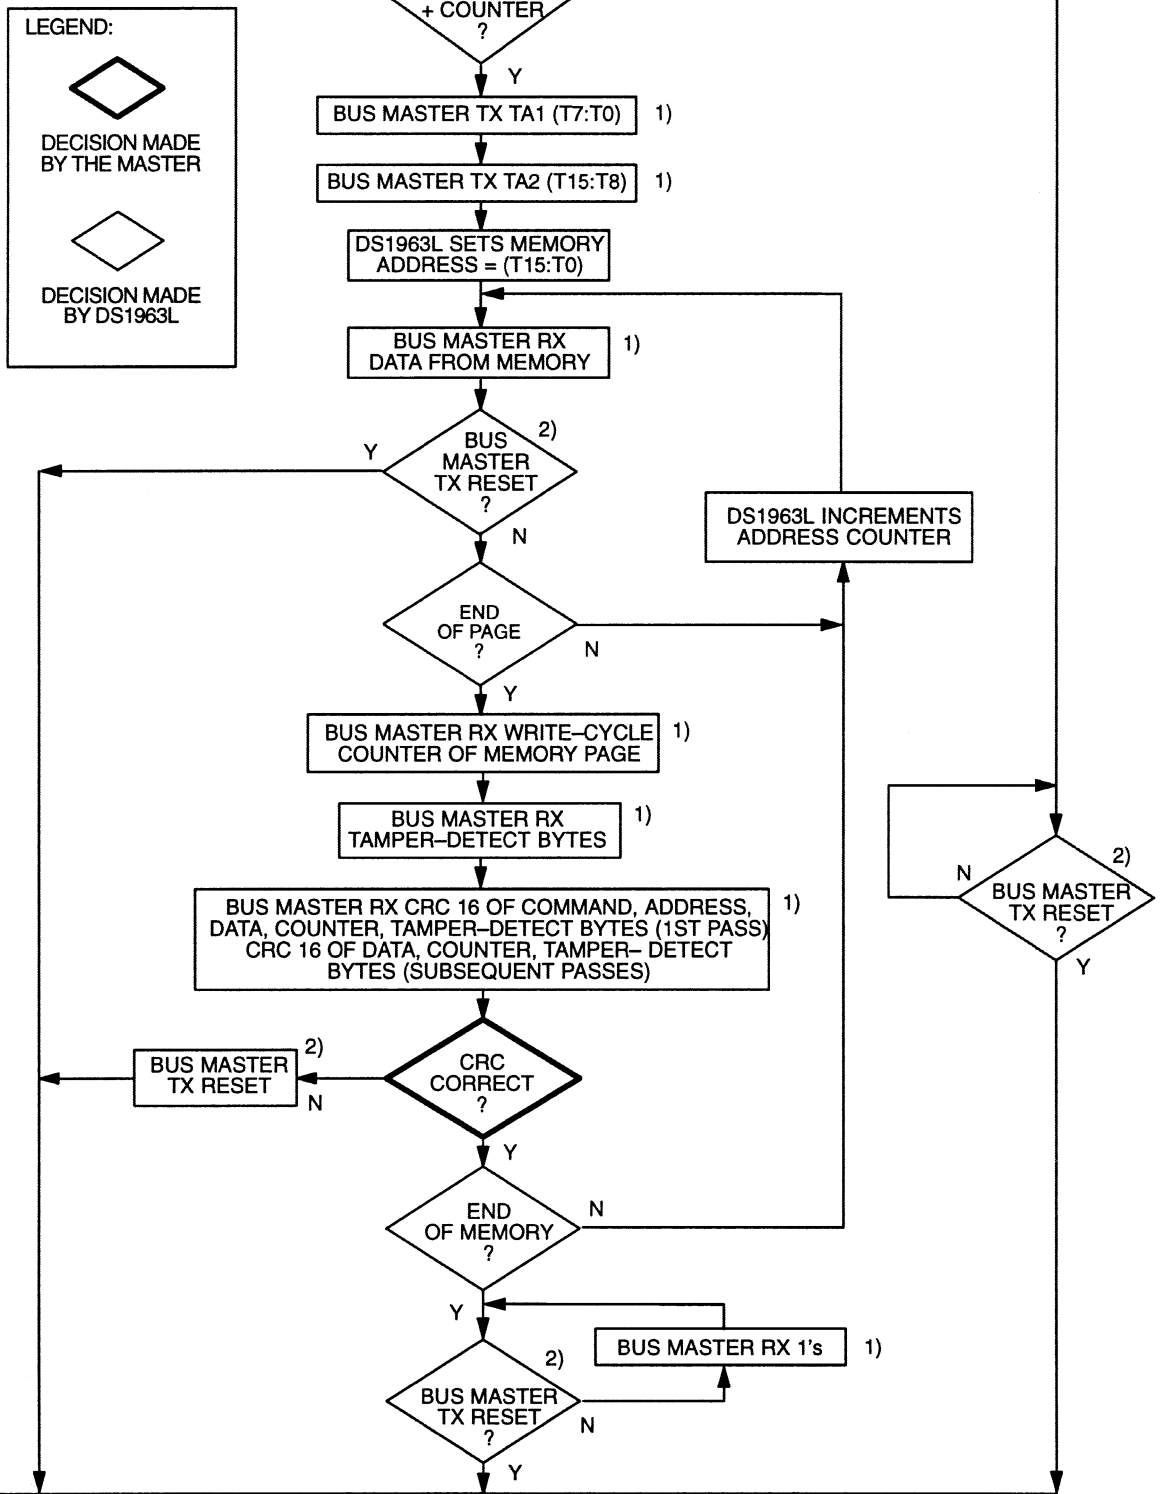 LEGEND:
DECISION MADE
BY THE MASTER
DECISION MADE
BY DS1963L
+ COUNTER
?
Y
BUS MASTER TX TA1 (T7:T0)
1)
BUS MASTER TX TA2 (T15:T8)
1)
DS1963L SETS MEMORY
ADDRESS = (T15:T0)
BUS MASTER RX
DATA FROM MEMORY
1)
BUS
MASTER
TX RESET
?
2)
Y
N
DS1963L INCREMENTS
ADDRESS COUNTER
END
OF PAGE
?
N
Y
BUS MASTER RX WRITE–CYCLE
COUNTER OF MEMORY PAGE
1)
BUS MASTER RX
TAMPER–DETECT BYTES
1)
BUS MASTER RX CRC 16 OF COMMAND, ADDRESS,
DATA, COUNTER, TAMPER–DETECT BYTES (1ST PASS)
CRC 16 OF DATA, COUNTER, TAMPER– DETECT
BYTES (SUBSEQUENT PASSES)
1)
N
2)
BUS MASTER
TX RESET
?
Y
CRC
CORRECT
?
2)
BUS MASTER
TX RESET
N
Y
END
OF MEMORY
?
N
Y
BUS MASTER RX 1's
1)
2)
BUS MASTER
TX RESET
?
N
Y